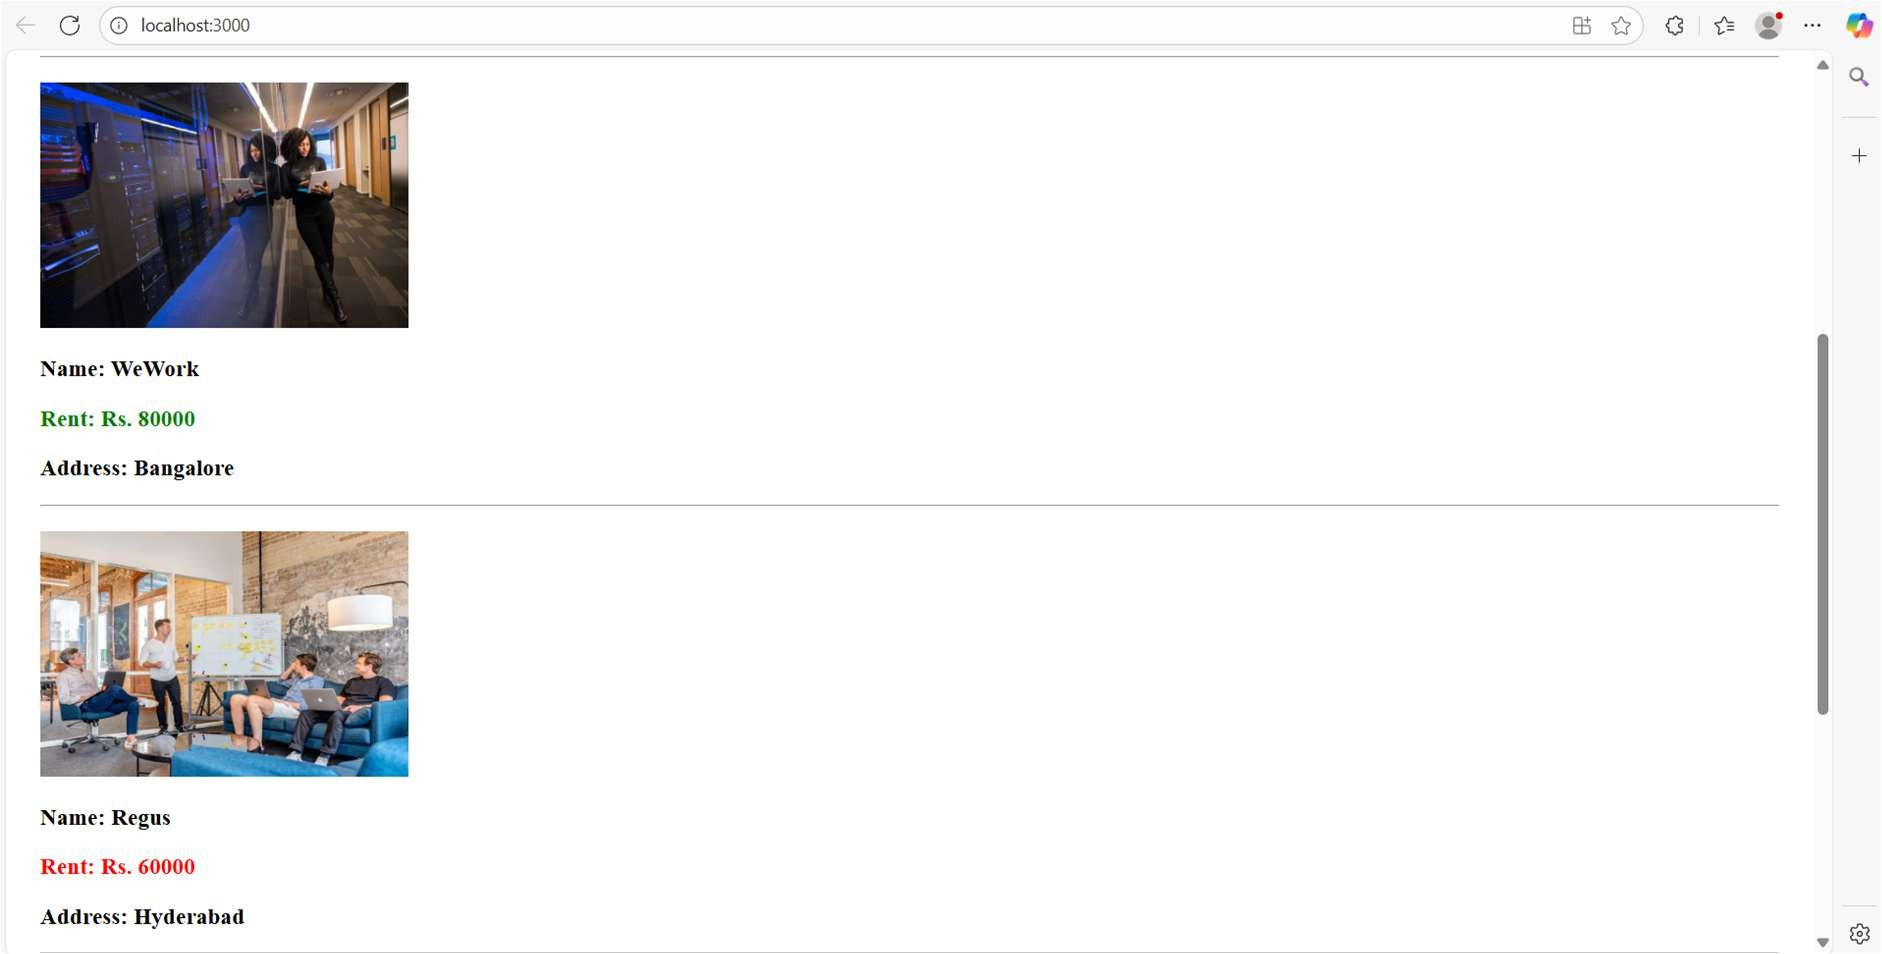 localhost:3000
Name: WeWork
Rent: Rs. 80000
Address: Bangalore
Name: Regus
Rent: Rs. 60000
Address: Hyderabad